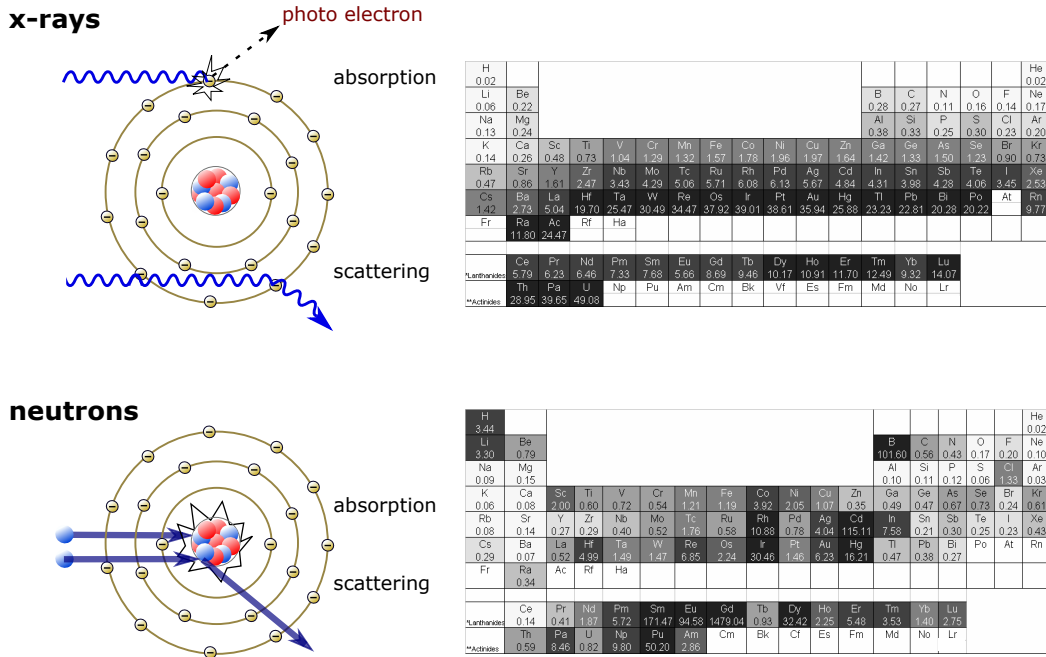 x-rays
photo electron
absorption
scattering
H He
0.02 0.02
Li Be B C N O F Ne
0.06 0.22 0.28 0.27 0.11 0.16 0.14 0.17
Na Mg Al Si P S Cl Ar
0.13 0.24 0.38 0.33 0.25 0.30 0.23 0.20
K Ca Sc Ti V Cr Mn Fe Co Ni Cu Zn Ga Ge As Se Br Kr
0.14 0.26 0.48 0.73 1.04 1.29 1.32 1.57 1.78 1.96 1.97 1.64 1.42 1.33 1.50 1.23 0.90 0.73
Rb Sr Y Zr Nb Mo Tc Ru Rh Pd Ag Cd In Sn Sb Te I Xe
0.47 0.86 1.61 2.47 3.43 4.29 5.06 5.71 6.08 6.13 5.67 4.84 4.31 3.98 4.28 4.06 3.45 2.53
Cs Ba La Hf Ta W Re Os Ir Pt Au Hg Tl Pb Bi Po At Rn
1.42 2.73 5.04 19.70 25.47 30.49 34.47 37.92 39.01 38.61 35.94 25.88 23.23 22.81 20.28 20.22 9.77
Fr Ra Ac Rf Ha
11.80 24.47
Ce Pr Nd Pm Sm Eu Gd Tb Dy Ho Er Tm Yb Lu
*Lanthanides 5.79 6.23 6.46 7.33 7.68 5.66 8.69 9.46 10.17 10.91 11.70 12.49 9.32 14.07
Th Pa U Np Pu Am Cm Bk Vf Es Fm Md No Lr
**Actinides 28.95 39.65 49.08
neutrons
absorption
scattering
H He
3.44 0.02
Li Be B C N O F Ne
3.30 0.79 101.60 0.56 0.43 0.17 0.20 0.10
Na Mg Al Si P S Cl Ar
0.09 0.15 0.10 0.11 0.12 0.06 1.33 0.03
K Ca Sc Ti V Cr Mn Fe Co Ni Cu Zn Ga Ge As Se Br Kr
0.06 0.08 2.00 0.60 0.72 0.54 1.21 1.19 3.92 2.05 1.07 0.35 0.49 0.47 0.67 0.73 0.24 0.61
Rb Sr Y Zr Nb Mo Tc Ru Rh Pd Ag Cd In Sn Sb Te I Xe
0.08 0.14 0.27 0.29 0.40 0.52 1.76 0.58 10.88 0.78 4.04 115.11 7.58 0.21 0.30 0.25 0.23 0.43
Cs Ba La Hf Ta W Re Os Ir Pt Au Hg Tl Pb Bi Po At Rn
0.29 0.07 0.52 4.99 1.49 1.47 6.85 2.24 30.46 1.46 6.23 16.21 0.47 0.38 0.27
Fr Ra Ac Rf Ha
0.34
Ce Pr Nd Pm Sm Eu Gd Tb Dy Ho Er Tm Yb Lu
*Lanthanides 0.14 0.41 1.87 5.72 171.47 94.58 1479.04 0.93 32.42 2.25 5.48 3.53 1.40 2.75
Th Pa U Np Pu Am Cm Bk Cf Es Fm Md No Lr
**Actinides 0.59 8.46 0.82 9.80 50.20 2.86